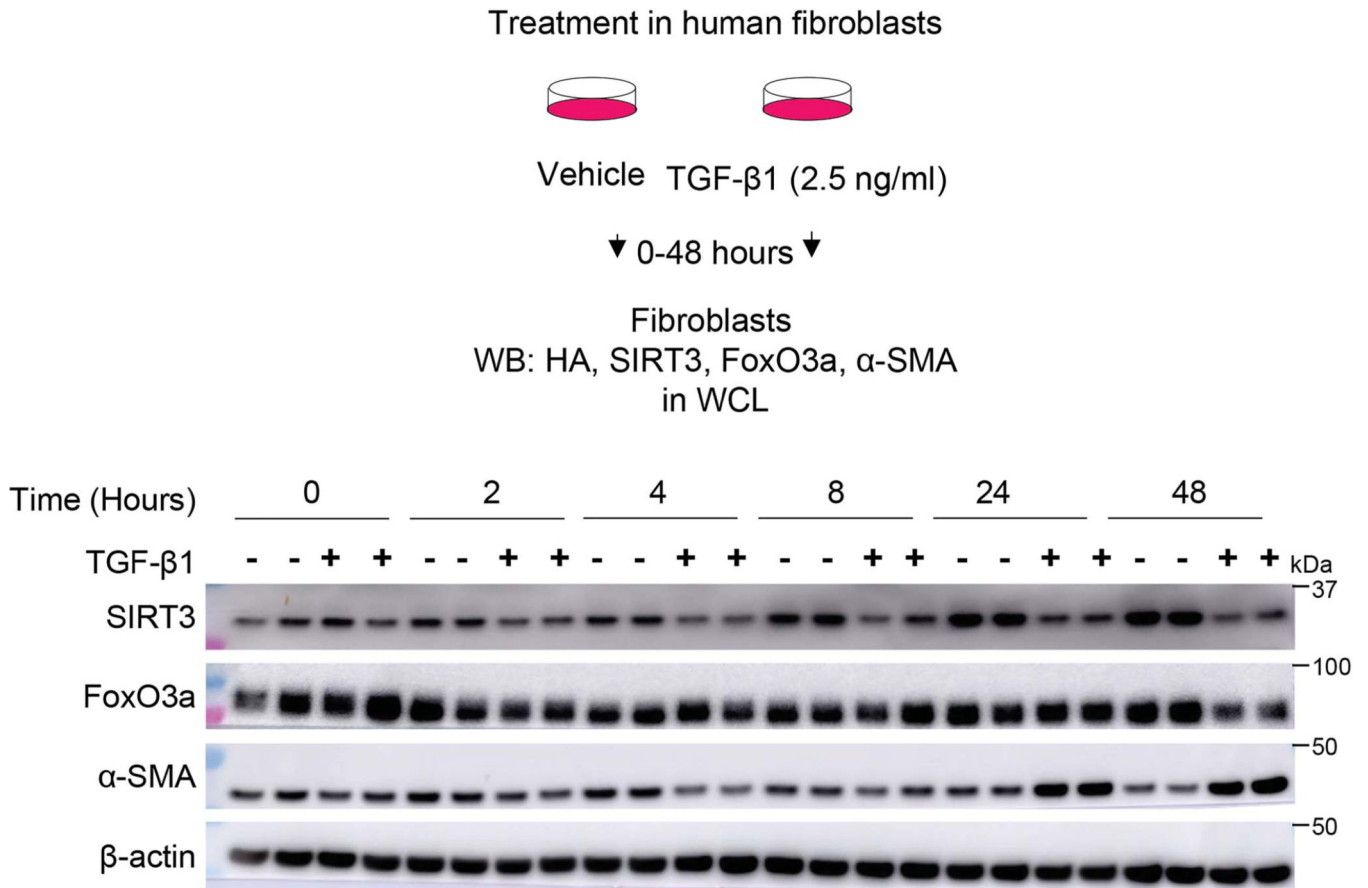 Treatment in human fibroblasts
Vehicle TGF-β1 (2.5 ng/ml)
0-48 hours
Fibroblasts
WB: HA, SIRT3, FoxO3a, α-SMA
in WCL
Time (Hours) 0 2 4 8 24 48
TGF-β1 - - + + - - + + - - + + - - + + - - + + - - + + kDa
37
SIRT3
100
FoxO3a
50
α-SMA
50
β-actin